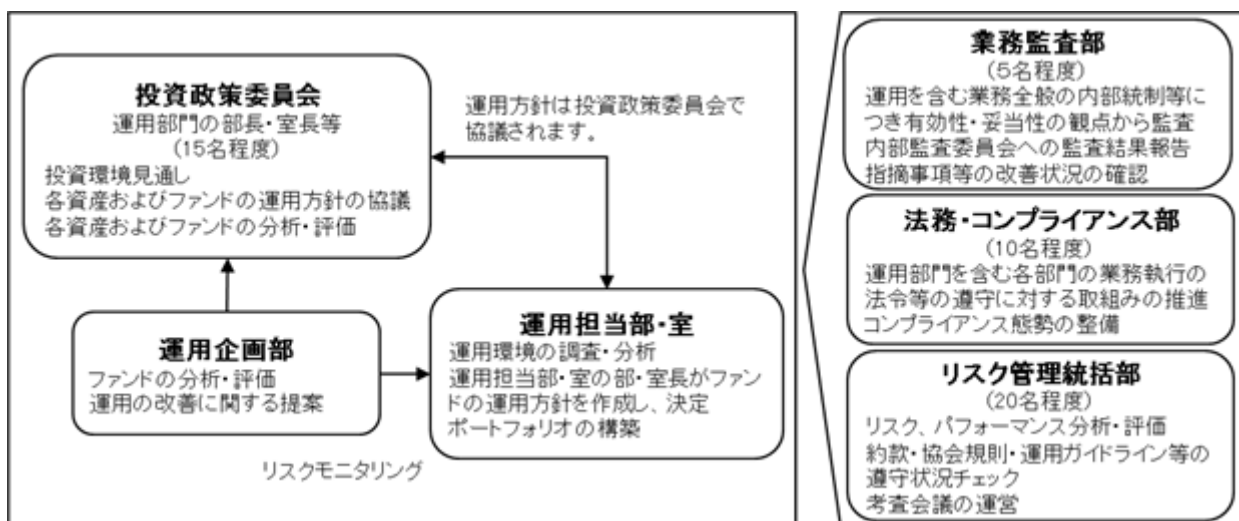 投資政策委員会
運用部門の部長・室長等
(15名程度)
投資環境見通し
各資産およびファンドの運用方針の協議
各資産およびファンドの分析・評価
運用方針は投資政策委員会で
協議されます。
運用企画部
ファンドの分析・評価
運用の改善に関する提案
運用担当部・室
運用環境の調査・分析
運用担当部・室の部・室長がファン
ドの運用方針を作成し、決定
ポートフォリオの構築
リスクモニタリング
業務監査部
(5名程度)
運用を含む業務全般の内部統制等に
つき有効性・妥当性の観点から監査
内部監査委員会への監査結果報告
指摘事項等の改善状況の確認
法務・コンプライアンス部
(10名程度)
運用部門を含む各部門の業務執行の
法令等の遵守に対する取組みの推進
コンプライアンス態勢の整備
リスク管理統括部
(20名程度)
リスク、パフォーマンス分析・評価
約款・協会規則・運用ガイドライン等の
遵守状況チェック
考査会議の運営